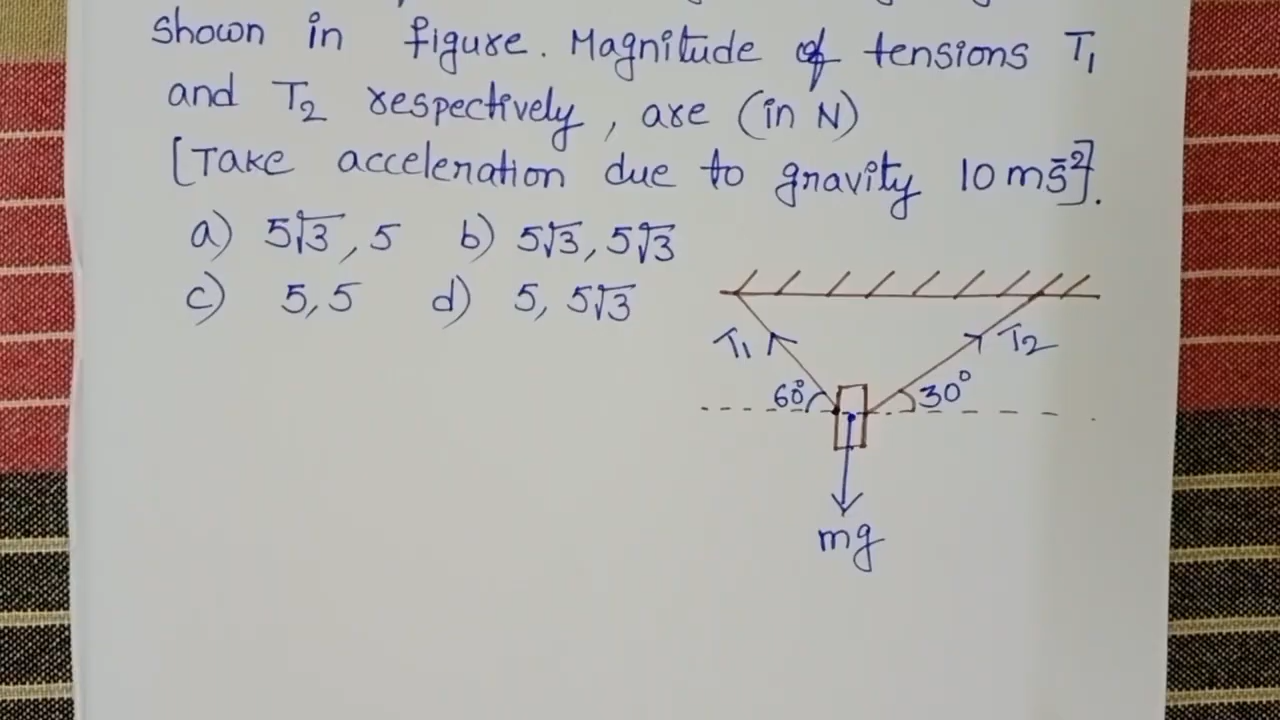 shown in figure. Magnitude of tensions T₁
and T₂ respectively, are (in N)
[Take acceleration due to gravity 10 ms⁻²].
a) 5√3, 5 b) 5√3, 5√3
c) 5, 5 d) 5, 5√3
T₁
T₂
60°
30°
mg